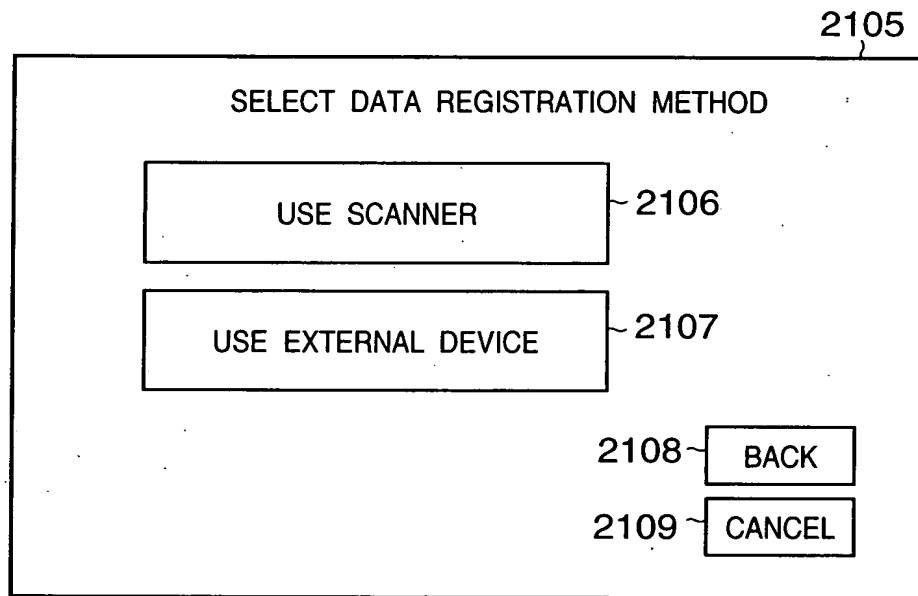 2105
SELECT DATA REGISTRATION METHOD
USE SCANNER
2106
USE EXTERNAL DEVICE
2107
2108
BACK
2109
CANCEL